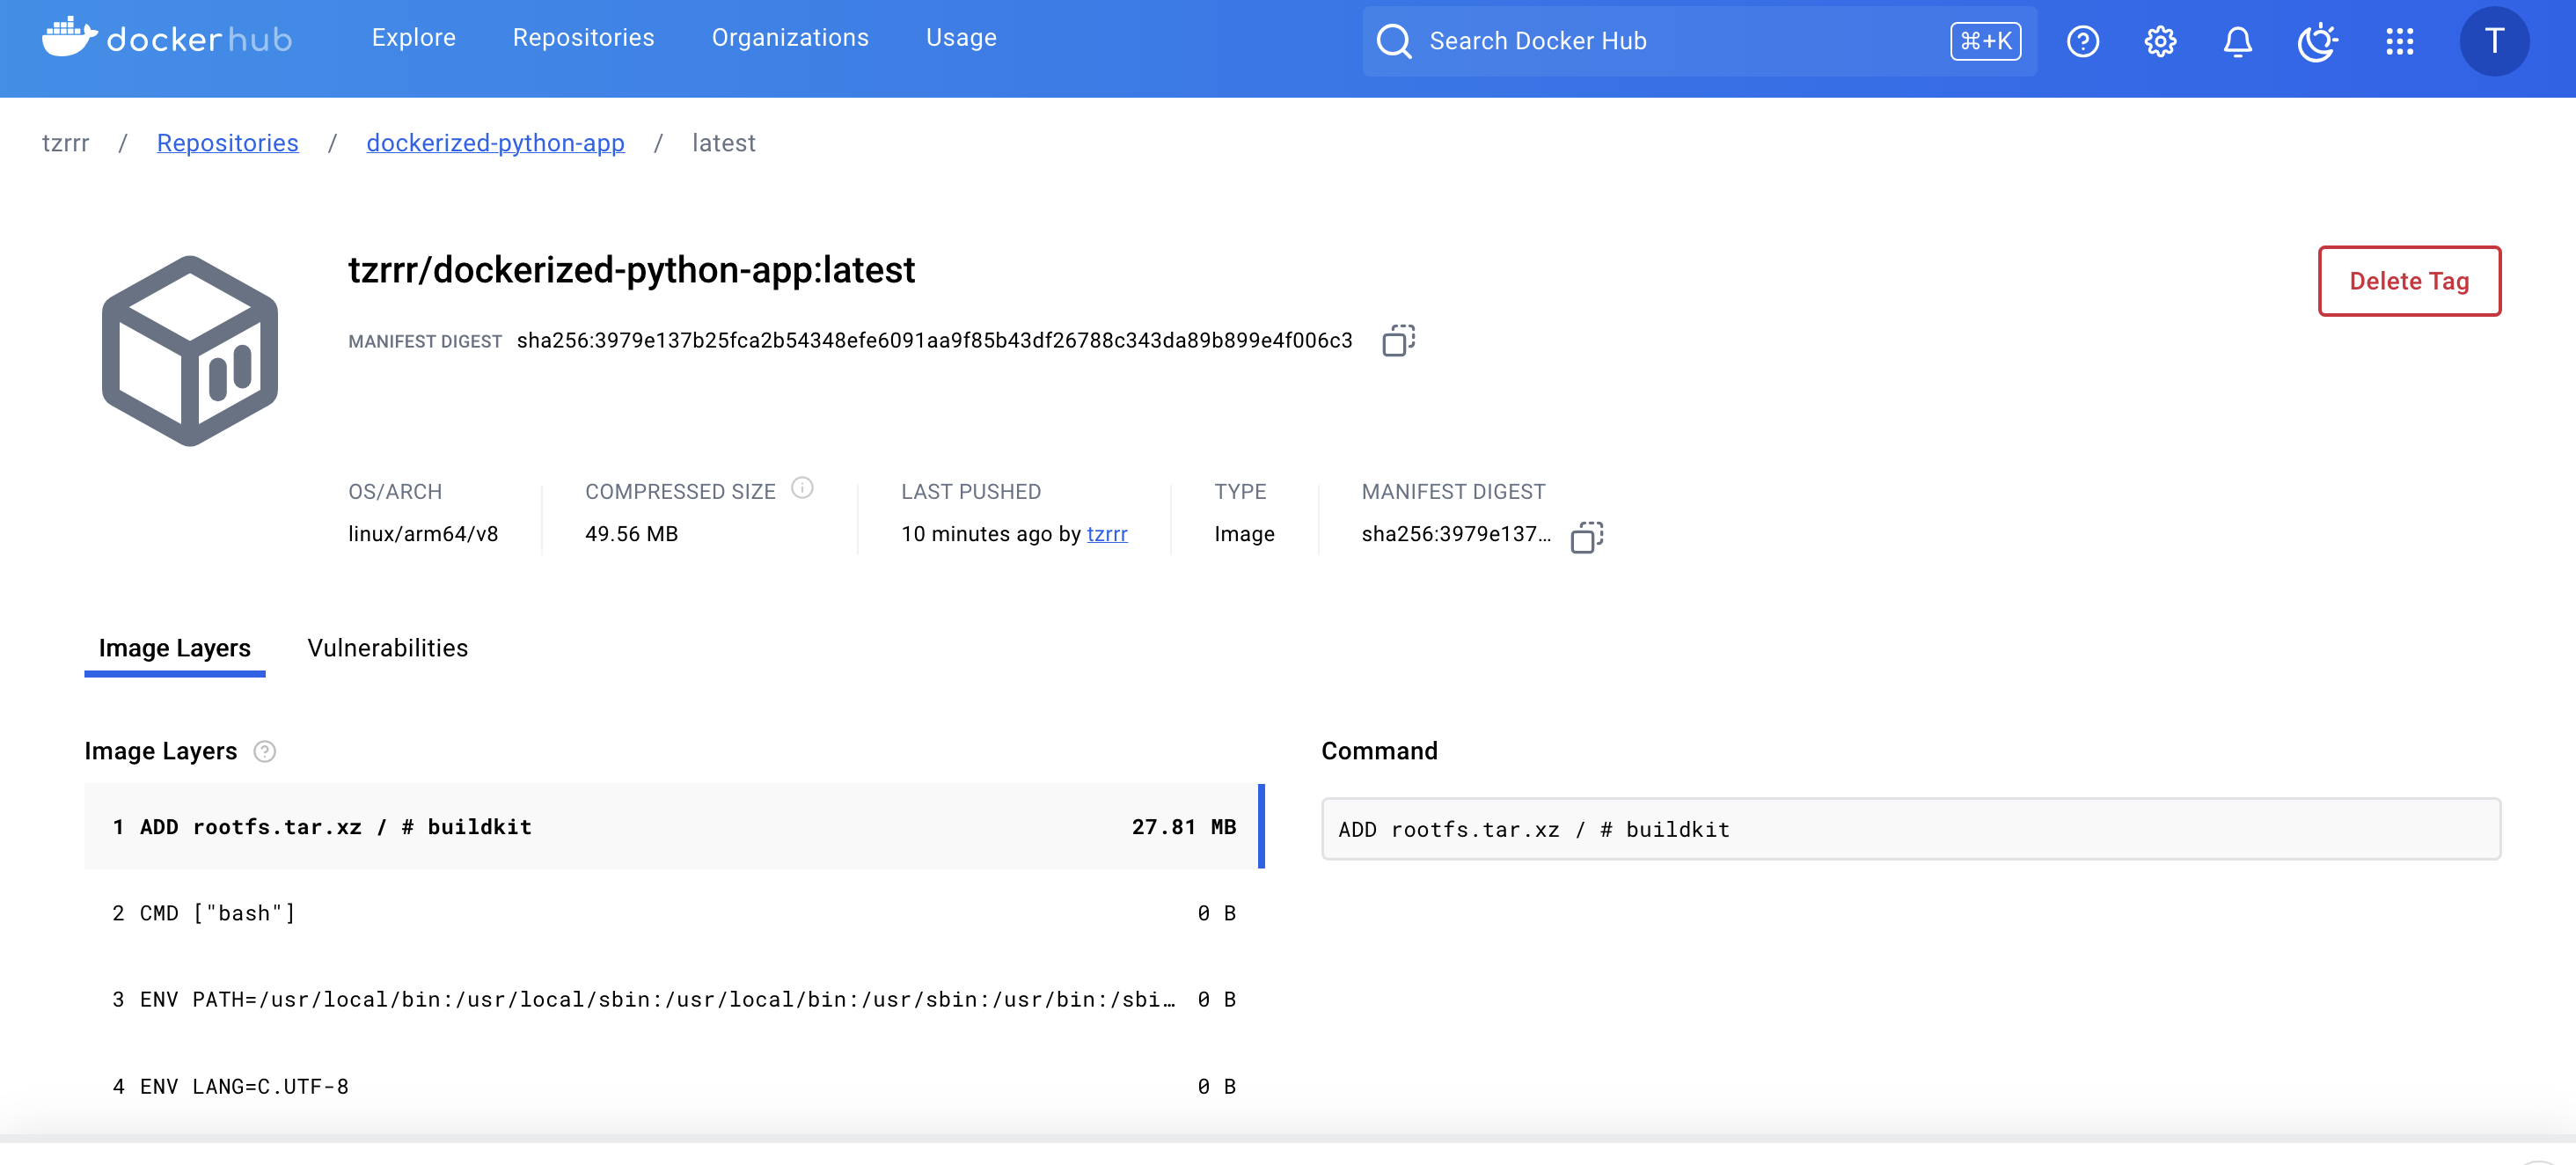 dockerhub Explore Repositories Organizations Usage Search Docker Hub ⌘+K T
tzrrr / Repositories / dockerized-python-app / latest
tzrrr/dockerized-python-app:latest
Delete Tag
MANIFEST DIGEST sha256:3979e137b25fca2b54348efe6091aa9f85b43df26788c343da89b899e4f006c3
OS/ARCH COMPRESSED SIZE LAST PUSHED TYPE MANIFEST DIGEST
linux/arm64/v8 49.56 MB 10 minutes ago by tzrrr Image sha256:3979e137...
Image Layers Vulnerabilities
Image Layers
1 ADD rootfs.tar.xz / # buildkit 27.81 MB
2 CMD ["bash"] 0 B
3 ENV PATH=/usr/local/bin:/usr/local/sbin:/usr/local/bin:/usr/sbin:/usr/bin:/sbi… 0 B
4 ENV LANG=C.UTF-8 0 B
Command
ADD rootfs.tar.xz / # buildkit